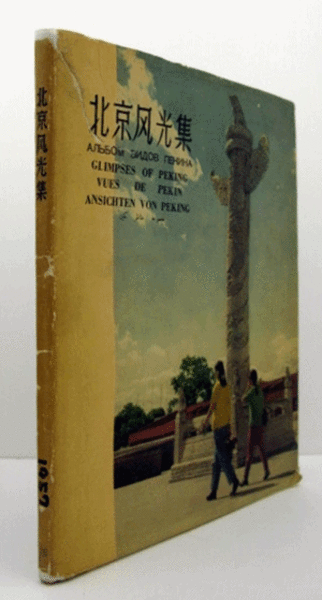 北京风光集
АЛЬБОМ ВИДОВ ПЕКИНА
GLIMPSES OF PEKING
VUES DE PEKIN
ANSICHTEN VON PEKING
北京风光集
1957